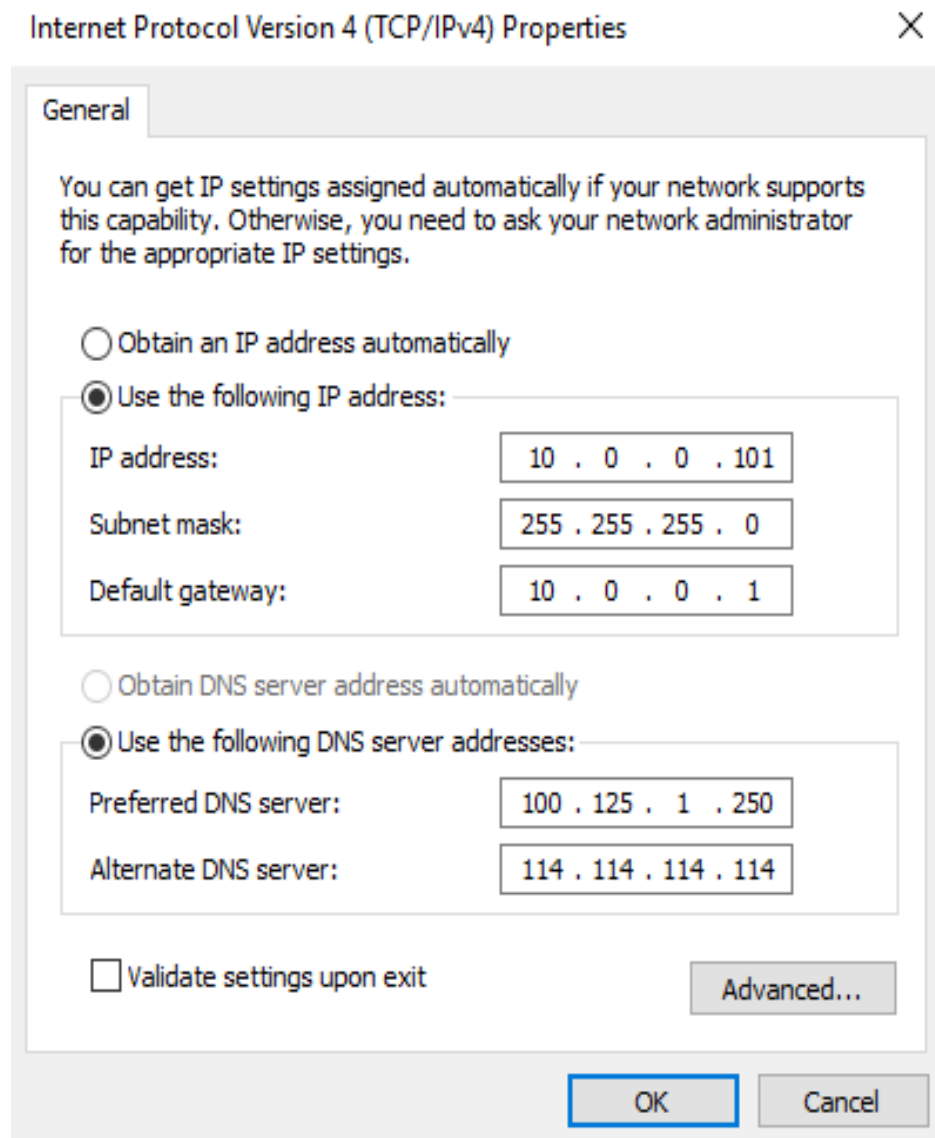 Internet Protocol Version 4 (TCP/IPv4) Properties
General
You can get IP settings assigned automatically if your network supports
this capability. Otherwise, you need to ask your network administrator
for the appropriate IP settings.
Obtain an IP address automatically
Use the following IP address:
IP address: 10 . 0 . 0 . 101
Subnet mask: 255 . 255 . 255 . 0
Default gateway: 10 . 0 . 0 . 1
Obtain DNS server address automatically
Use the following DNS server addresses:
Preferred DNS server: 100 . 125 . 1 . 250
Alternate DNS server: 114 . 114 . 114 . 114
Validate settings upon exit
Advanced...
OK Cancel